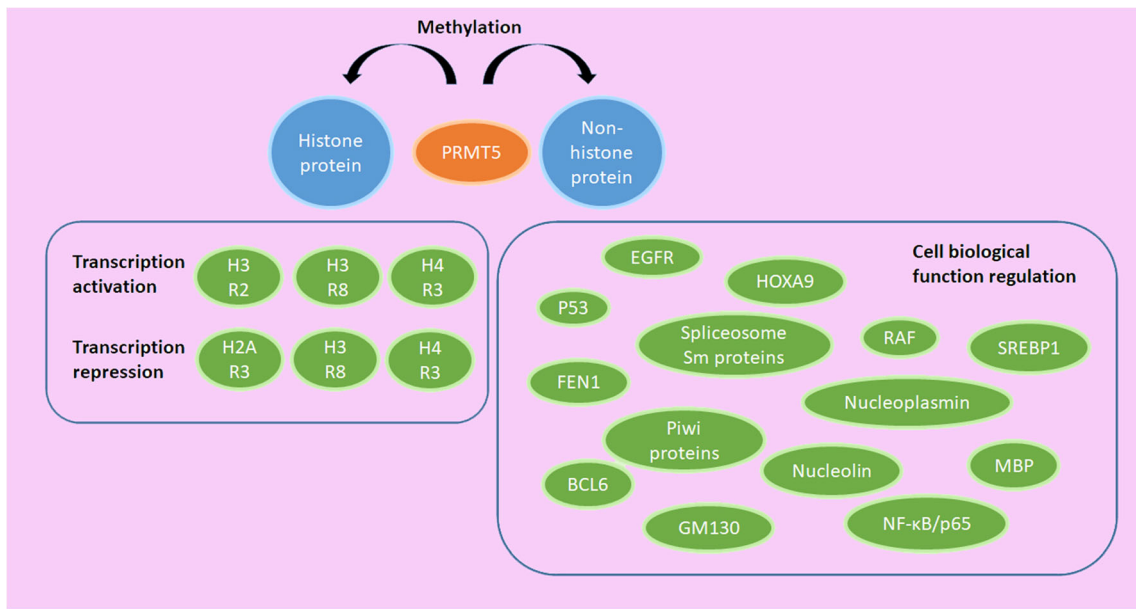 Methylation
Histone
protein
PRMT5
Non-
histone
protein
Transcription
activation
H3
R2
H3
R8
H4
R3
Transcription
repression
H2A
R3
H3
R8
H4
R3
Cell biological
function regulation
EGFR
HOXA9
P53
Spliceosome
Sm proteins
RAF
SREBP1
FEN1
Nucleoplasmin
Piwi
proteins
Nucleolin
MBP
BCL6
GM130
NF-κB/p65